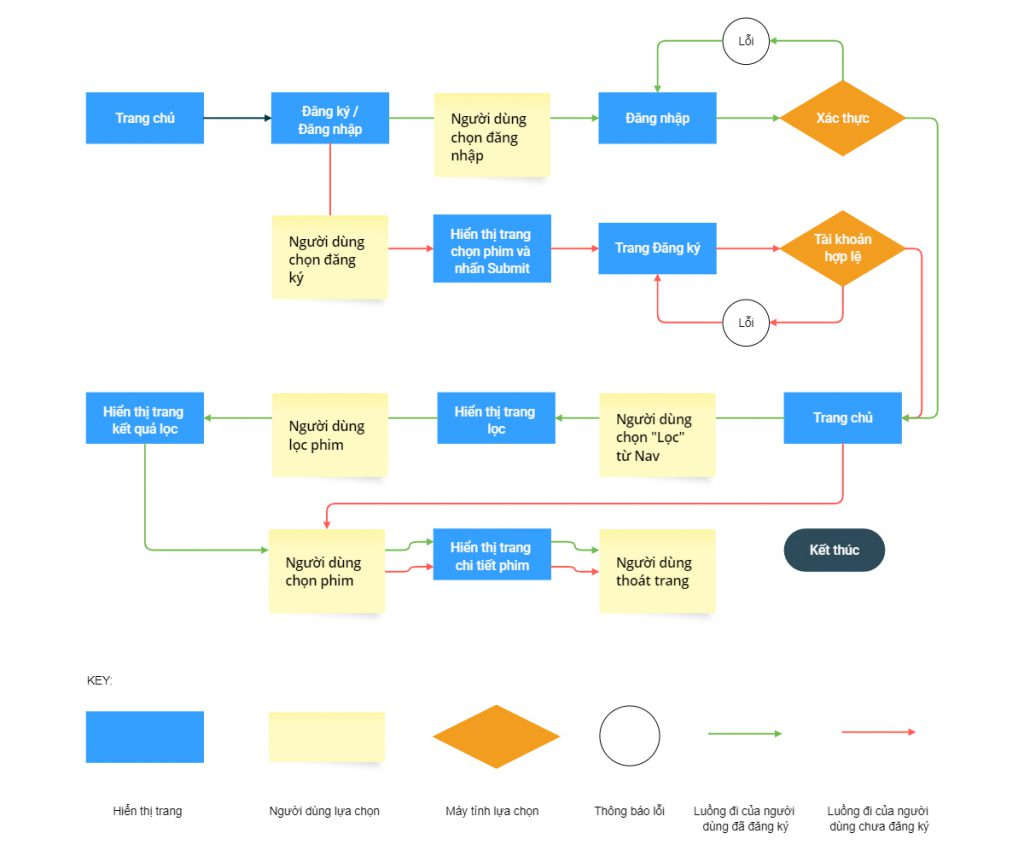 Lỗi
Trang chủ
Đăng ký /
Đăng nhập
Người dùng
chọn đăng
nhập
Đăng nhập
Xác thực
Người dùng
chọn đăng
ký
Hiển thị trang
chọn phim và
nhấn Submit
Trang Đăng ký
Tài khoản
hợp lệ
Lỗi
Hiển thị trang
kết quả lọc
Người dùng
lọc phim
Hiển thị trang
lọc
Người dùng
chọn "Lọc"
từ Nav
Trang chủ
Người dùng
chọn phim
Hiển thị trang
chi tiết phim
Người dùng
thoát trang
Kết thúc
KEY:
Hiển thị trang
Người dùng lựa chọn
Máy tính lựa chọn
Thông báo lỗi
Luồng đi của người
dùng đã đăng ký
Luồng đi của người
dùng chưa đăng ký